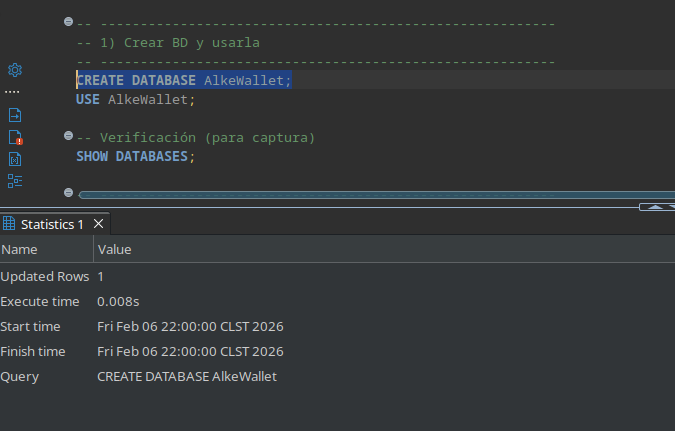 -- ---------------------------------------------------------
-- 1) Crear BD y usarla
-- ---------------------------------------------------------
CREATE DATABASE AlkeWallet;
USE AlkeWallet;
-- Verificación (para captura)
SHOW DATABASES;
Statistics 1
Name Value
Updated Rows 1
Execute time 0.008s
Start time Fri Feb 06 22:00:00 CLST 2026
Finish time Fri Feb 06 22:00:00 CLST 2026
Query CREATE DATABASE AlkeWallet